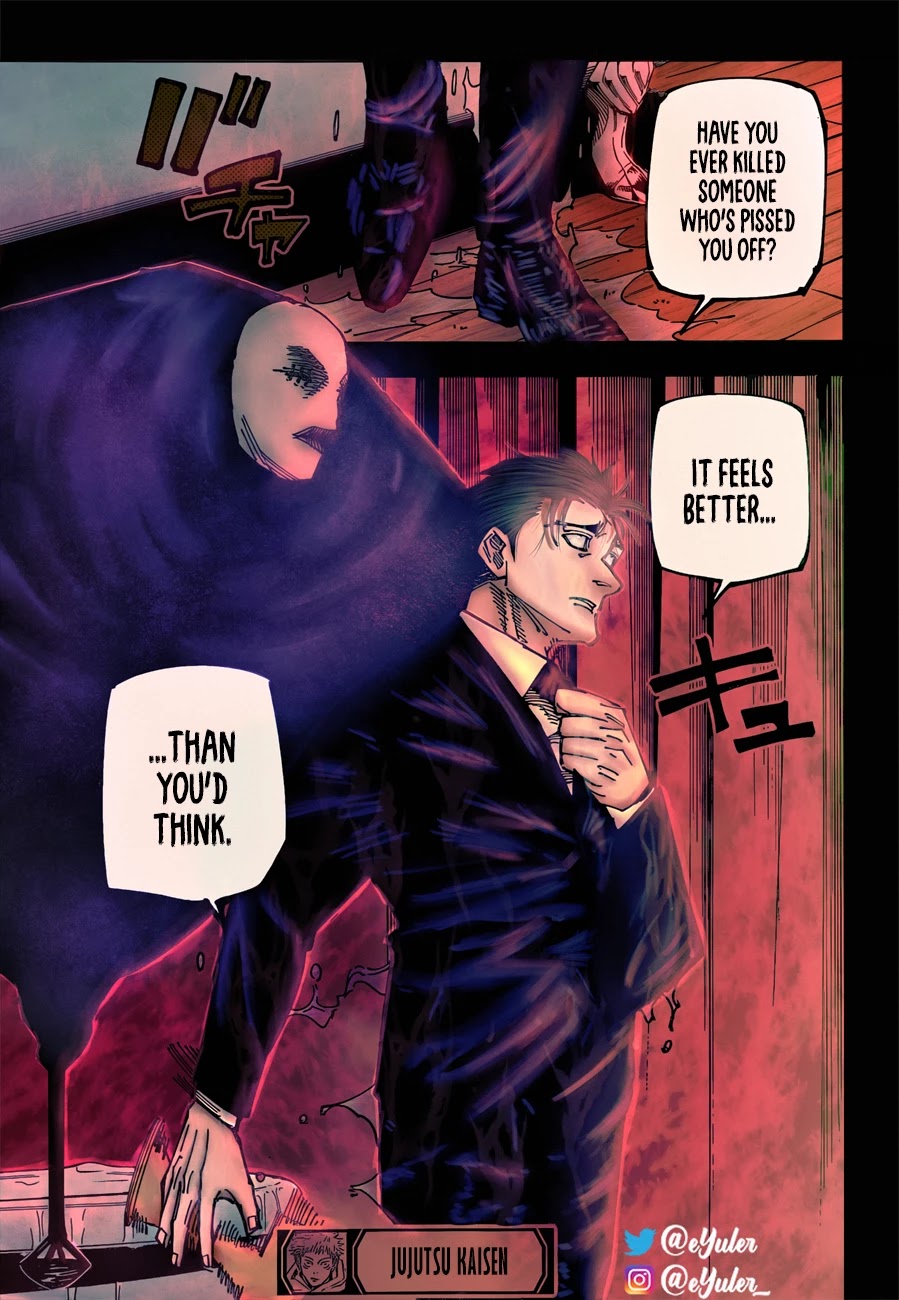 HAVE YOU
EVER KILLED
SOMEONE
WHO'S PISSED
YOU OFF?
バチャ
IT FEELS
BETTER...
キュ
...THAN
YOU'D
THINK.
JUJUTSU KAISEN
@eYuler
@eYuler_